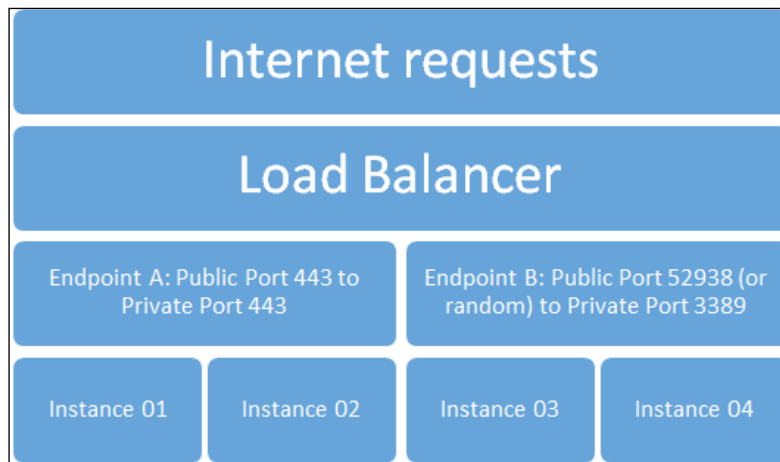 Internet requests
Load Balancer
Endpoint A: Public Port 443 to
Private Port 443
Endpoint B: Public Port 52938 (or
random) to Private Port 3389
Instance 01
Instance 02
Instance 03
Instance 04